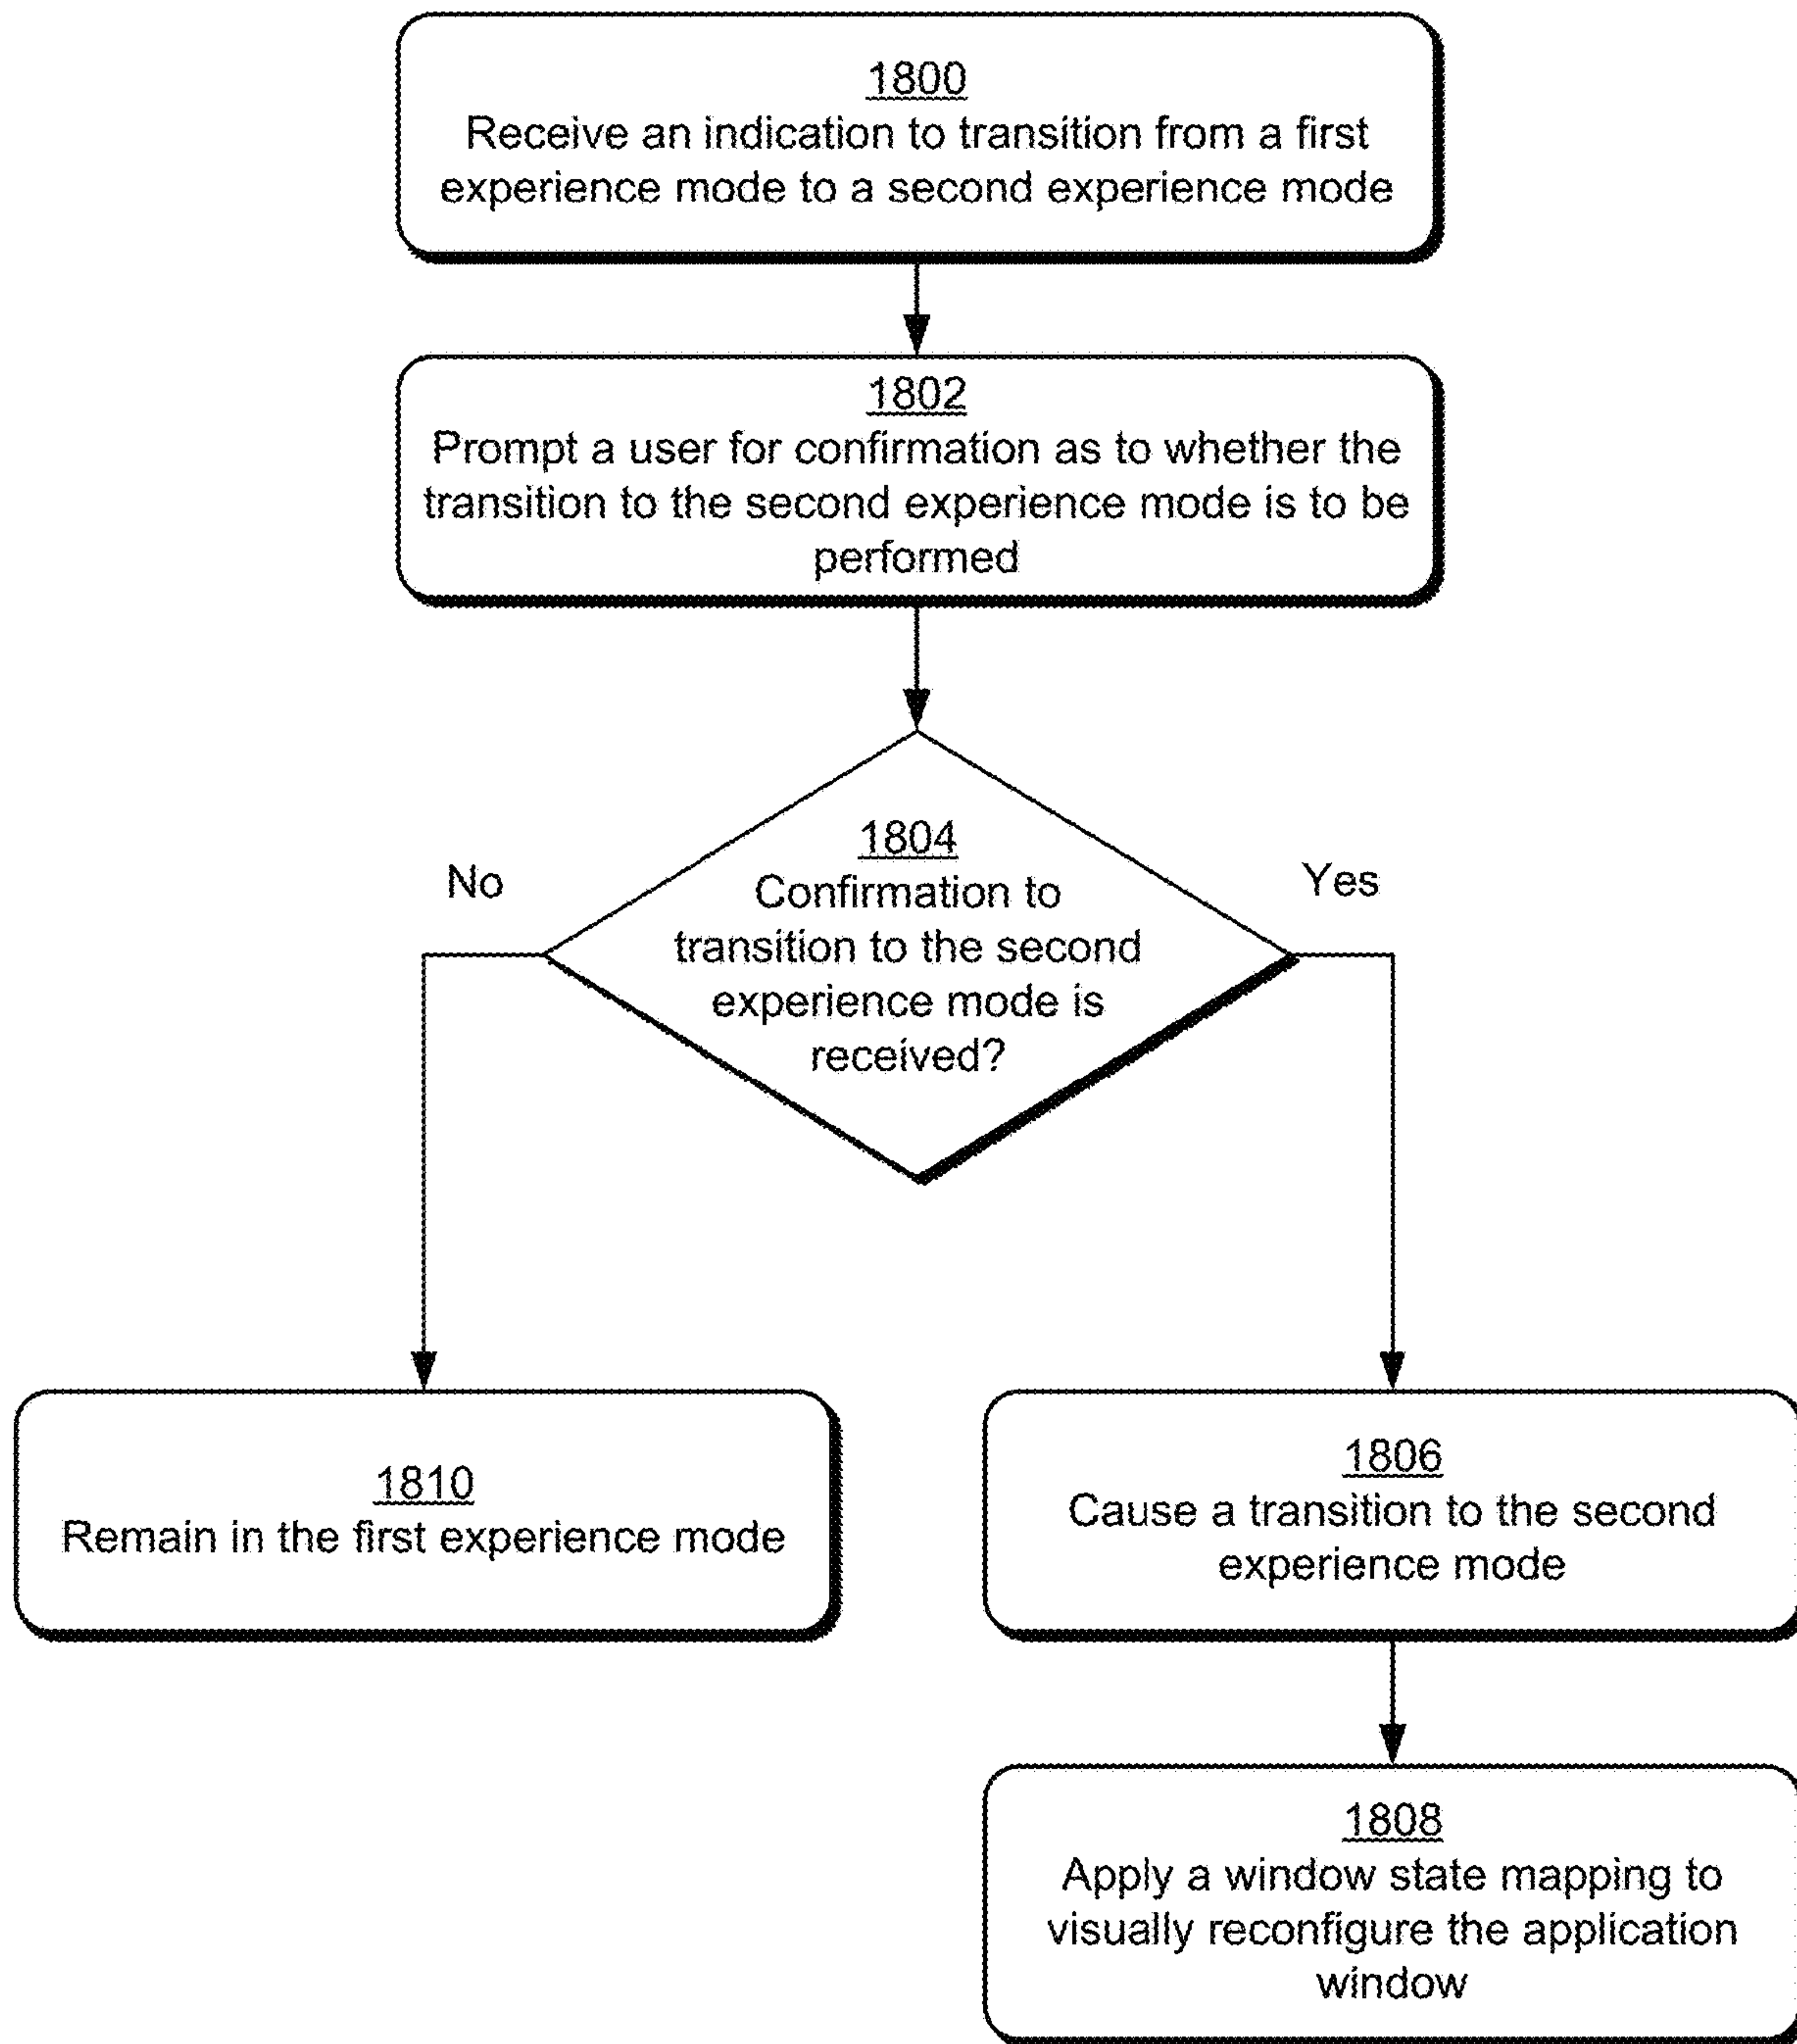 1800
Receive an indication to transition from a first
experience mode to a second experience mode
1802
Prompt a user for confirmation as to whether the
transition to the second experience mode is to be
performed
1804
Confirmation to
transition to the second
experience mode is
received?
No
Yes
1810
Remain in the first experience mode
1806
Cause a transition to the second
experience mode
1808
Apply a window state mapping to
visually reconfigure the application
window